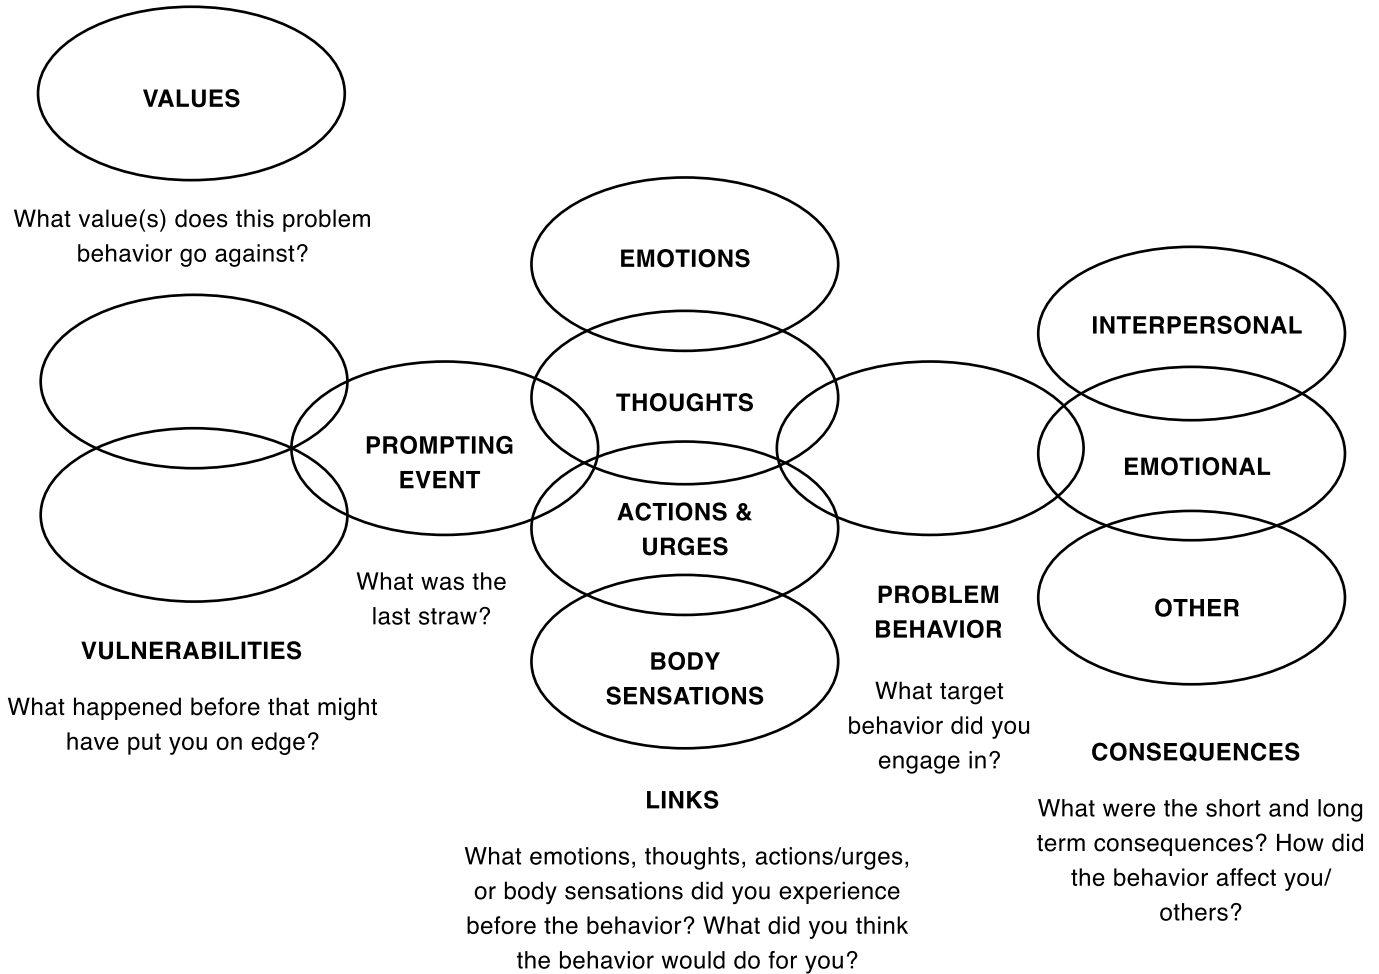 VALUES
What value(s) does this problem
behavior go against?
VULNERABILITIES
What happened before that might
have put you on edge?
PROMPTING
EVENT
What was the
last straw?
EMOTIONS
THOUGHTS
ACTIONS &
URGES
BODY
SENSATIONS
LINKS
What emotions, thoughts, actions/urges,
or body sensations did you experience
before the behavior? What did you think
the behavior would do for you?
PROBLEM
BEHAVIOR
What target
behavior did you
engage in?
INTERPERSONAL
EMOTIONAL
OTHER
CONSEQUENCES
What were the short and long
term consequences? How did
the behavior affect you/
others?